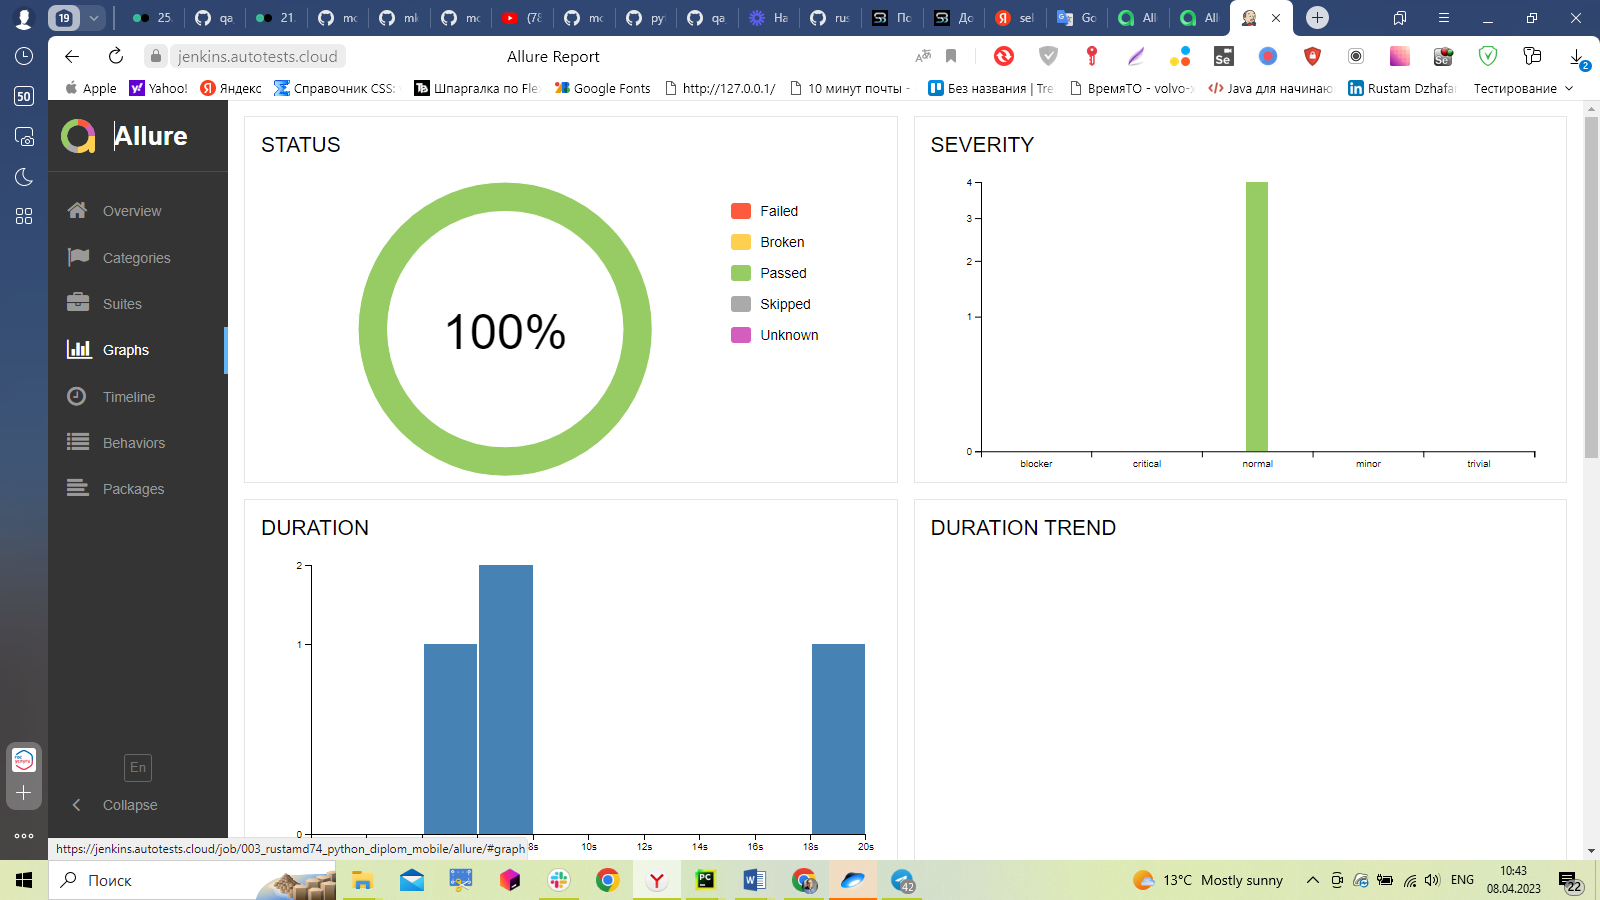 19
25.
qa
21.
mc
mle
mc
(78
mc
py
qa
Ha
rus
По
До
sel
Go
All
All
jenkins.autotests.cloud
Allure Report
2
50
Apple
Yahoo!
Яндекс
Справочник CSS:
Шпаргалка по Fle
Google Fonts
http://127.0.0.1/
10 минут почты -
Без названия | Tre
ВремяТО - volvo-
Java для начинаю
Rustam Dzhafa
Тестирование
Allure
Overview
Categories
Suites
Graphs
Timeline
Behaviors
Packages
En
Collapse
STATUS
100%
Failed
Broken
Passed
Skipped
Unknown
SEVERITY
4
3
2
1
0
blocker critical normal minor trivial
DURATION
2
1
0
8s 10s 12s 14s 16s 18s 20s
DURATION TREND
https://jenkins.autotests.cloud/job/003_rustamd74_python_diplom_mobile/allure/#graph
Поиск
42
13°C Mostly sunny
ENG
10:43
08.04.2023
22